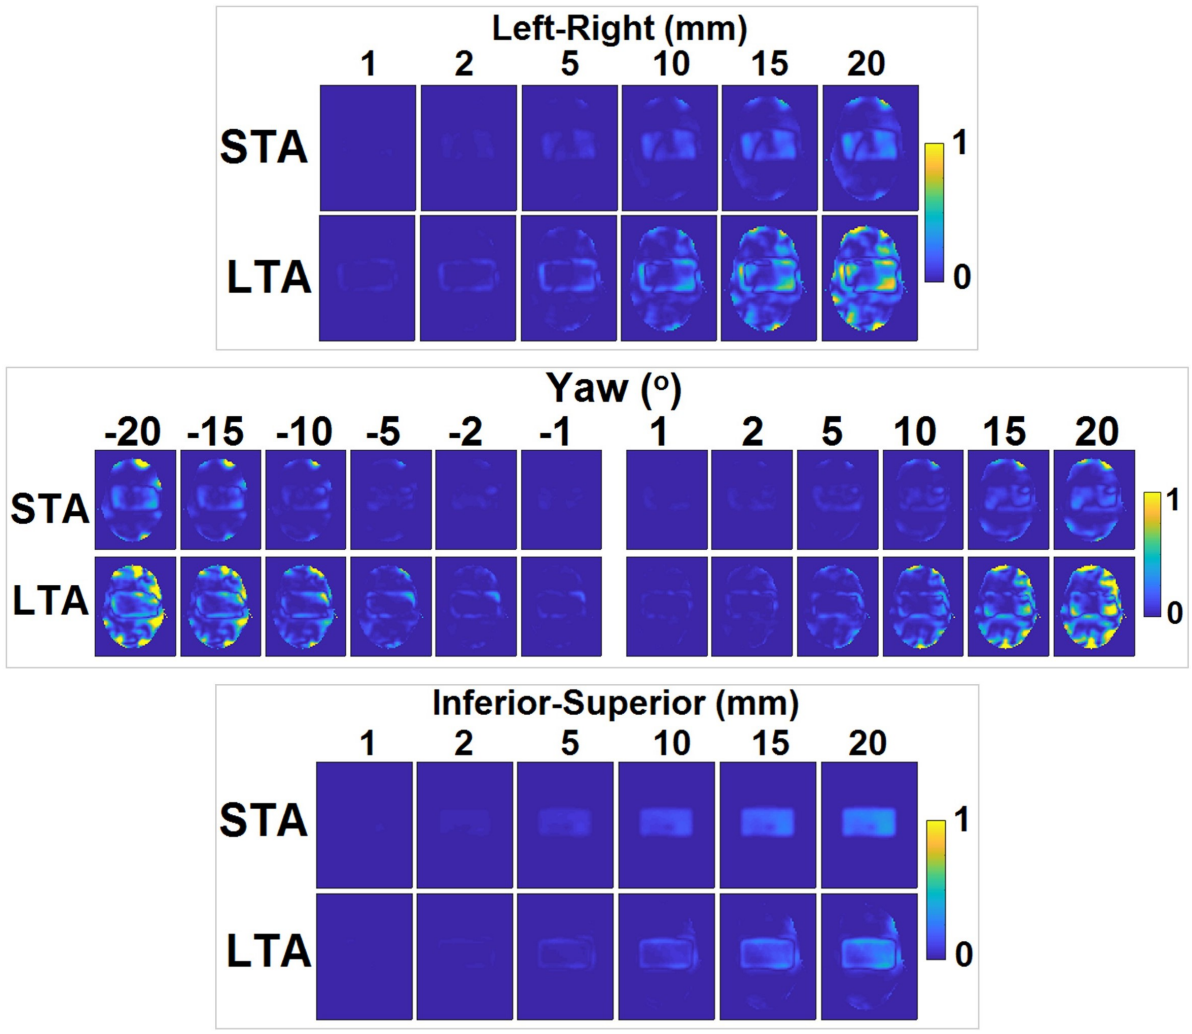 Left-Right (mm)
1 2 5 10 15 20
STA
1
LTA
0
Yaw (º)
-20 -15 -10 -5 -2 -1 1 2 5 10 15 20
STA
1
LTA
0
Inferior-Superior (mm)
1 2 5 10 15 20
STA
1
LTA
0